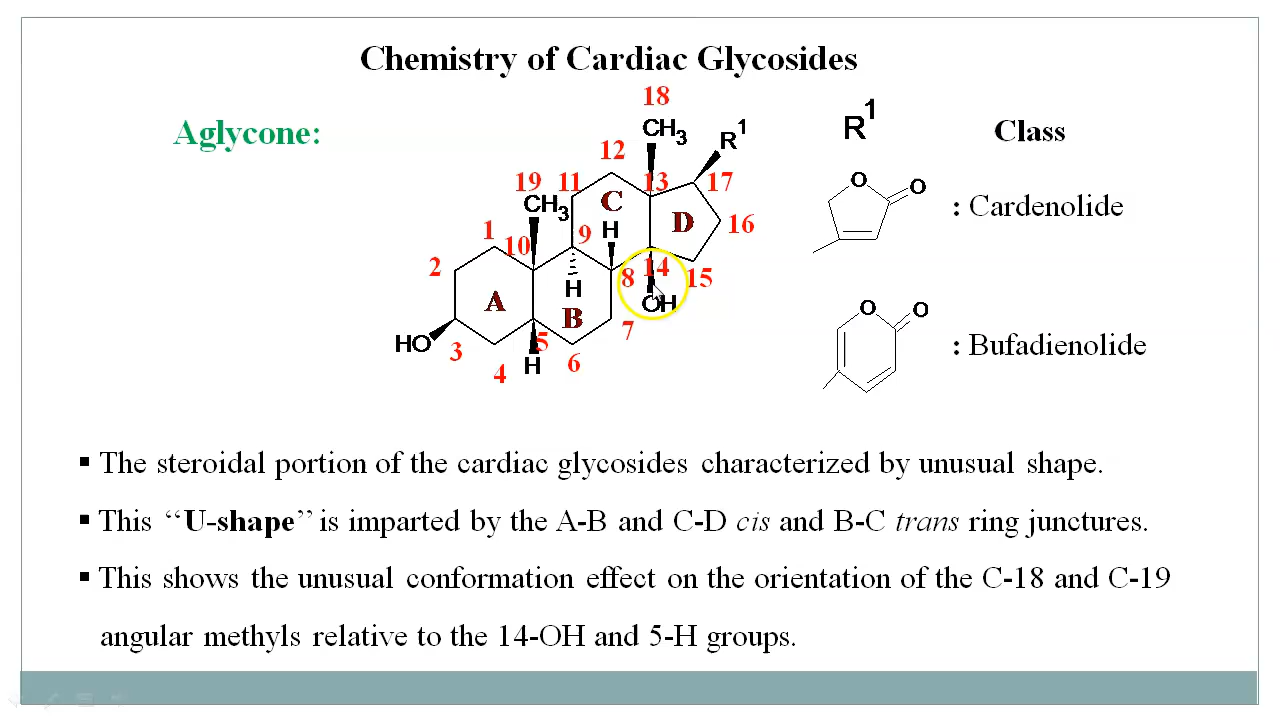 Chemistry of Cardiac Glycosides
Aglycone:
18
CH3
R1
12
19
11
13
17
CH3
C
D
H
1
10
9
16
2
8
14
15
H
OH
A
B
HO
3
5
7
4
H
6
R1
Class
O
O
: Cardenolide
O
O
: Bufadienolide
▪ The steroidal portion of the cardiac glycosides characterized by unusual shape.
▪ This ‘‘U-shape’’ is imparted by the A-B and C-D cis and B-C trans ring junctures.
▪ This shows the unusual conformation effect on the orientation of the C-18 and C-19
angular methyls relative to the 14-OH and 5-H groups.